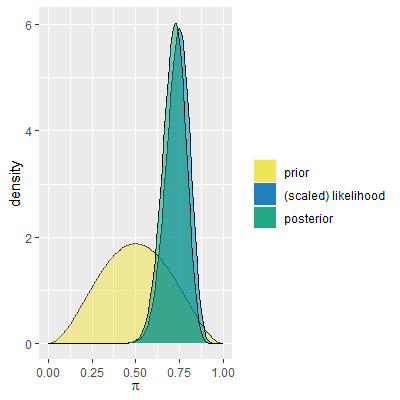 6
4
2
0
density
0.00 0.25 0.50 0.75 1.00
π
prior
(scaled) likelihood
posterior